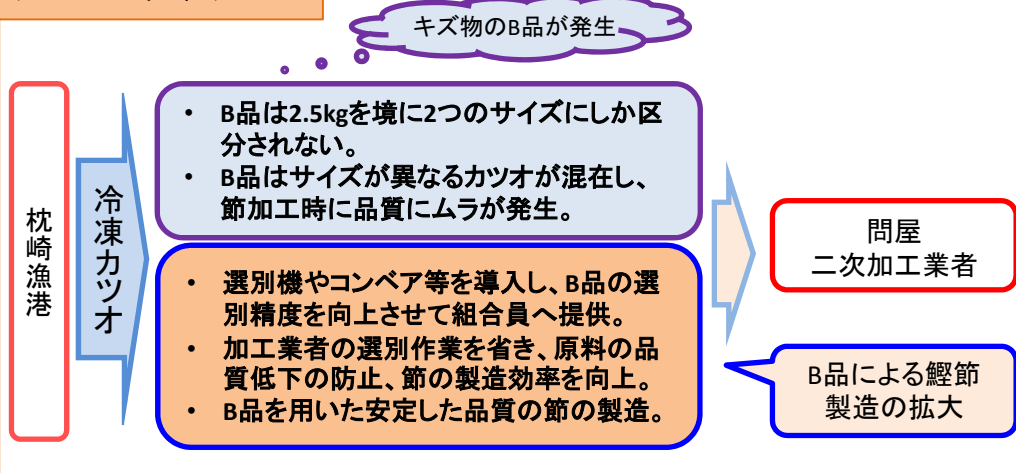 キズ物のB品が発生
枕崎漁港
冷凍カツオ
• B品は2.5kgを境に2つのサイズにしか区
分されない。
• B品はサイズが異なるカツオが混在し、
節加工時に品質にムラが発生。
• 選別機やコンベア等を導入し、B品の選
別精度を向上させて組合員へ提供。
• 加工業者の選別作業を省き、原料の品
質低下の防止、節の製造効率を向上。
• B品を用いた安定した品質の節の製造。
問屋
二次加工業者
B品による鰹節
製造の拡大